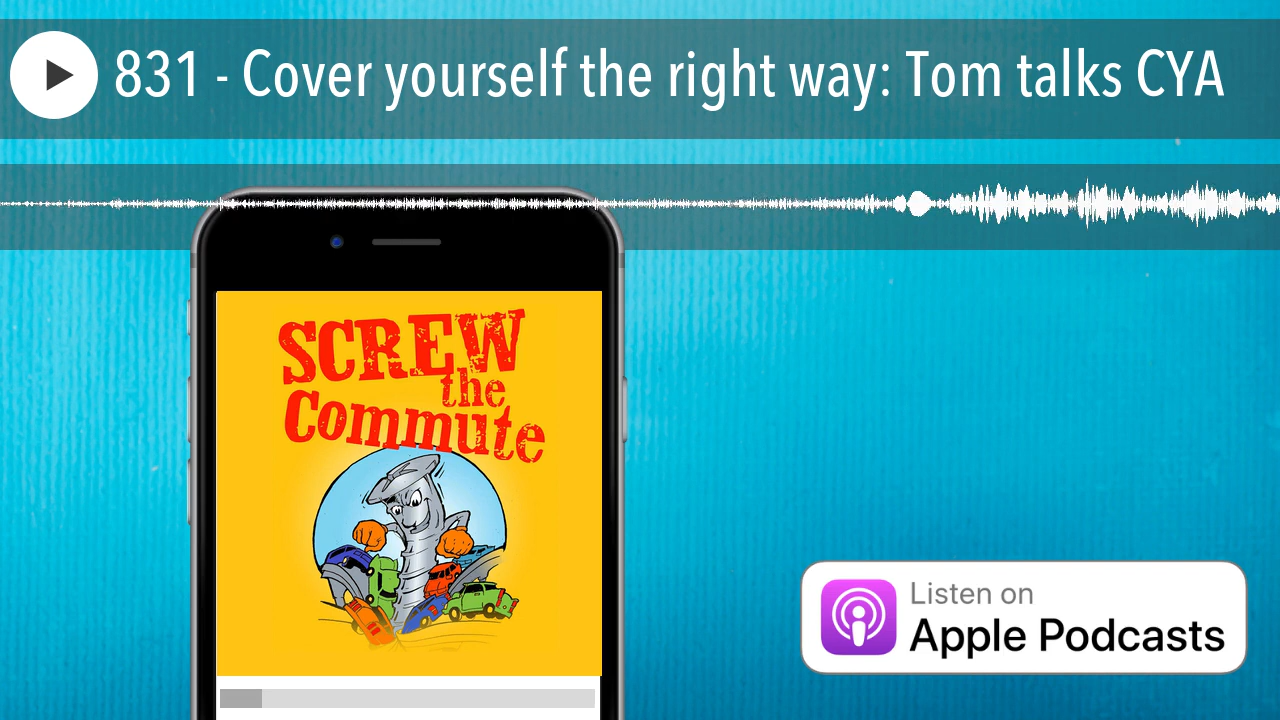 831 - Cover yourself the right way: Tom talks CYA
SCREW
the
Commute
Listen on
Apple Podcasts